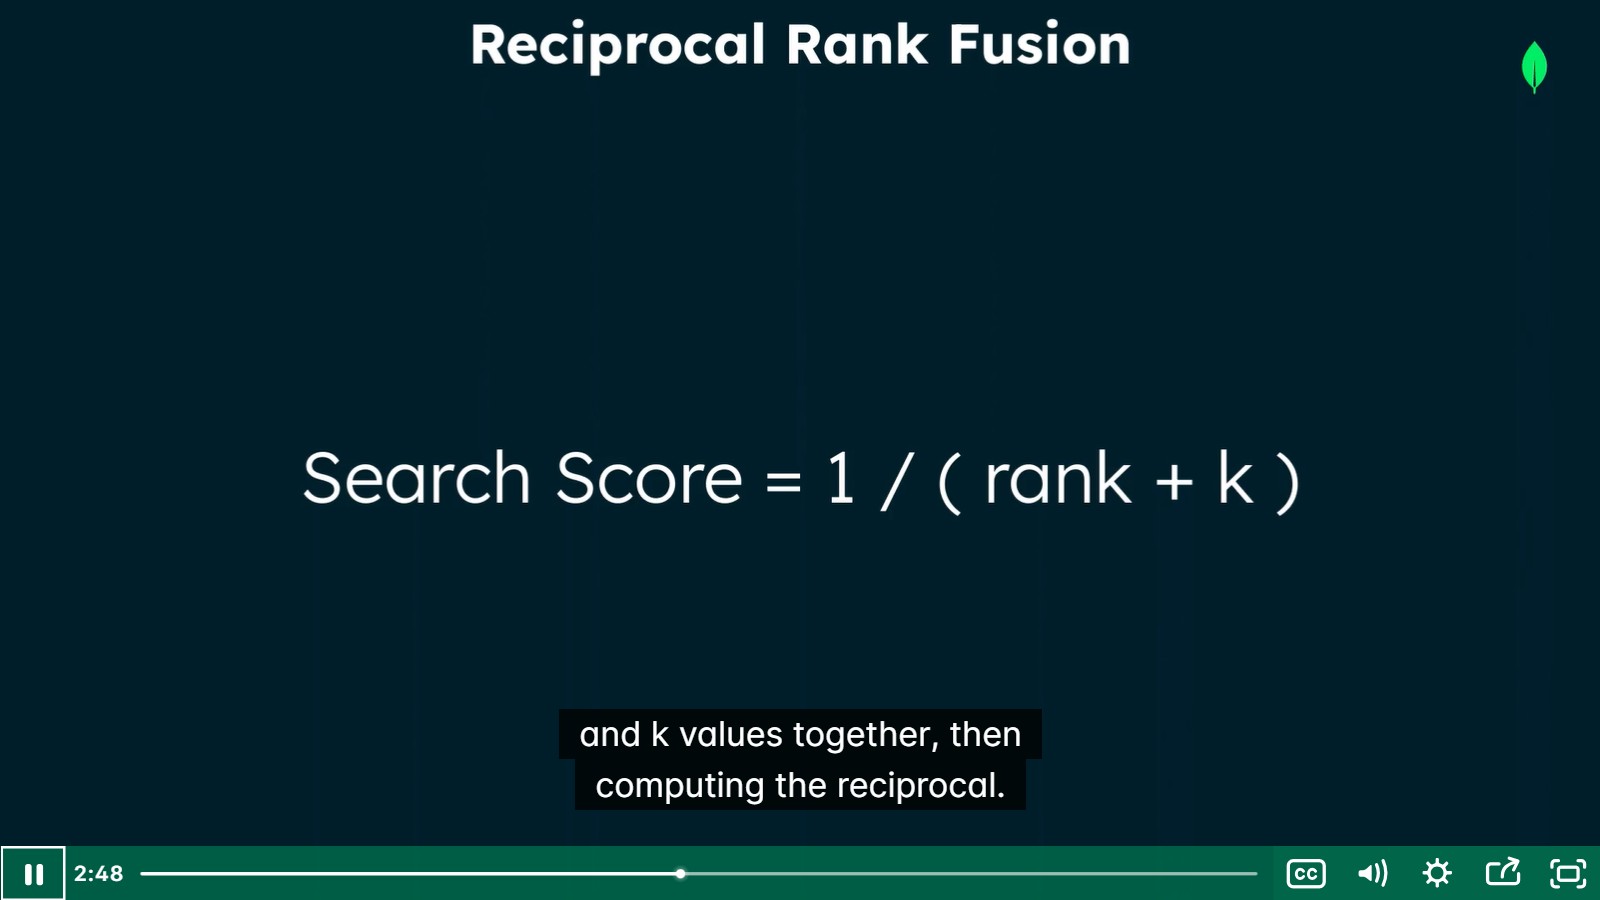 Reciprocal Rank Fusion
Search Score = 1 / ( rank + k )
and k values together, then
computing the reciprocal.
2:48
CC